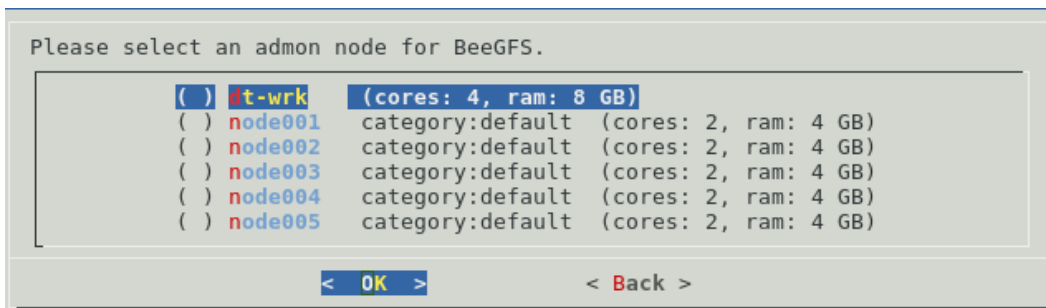 Please select an admon node for BeeGFS.
( ) dt-wrk (cores: 4, ram: 8 GB)
( ) node001 category:default (cores: 2, ram: 4 GB)
( ) node002 category:default (cores: 2, ram: 4 GB)
( ) node003 category:default (cores: 2, ram: 4 GB)
( ) node004 category:default (cores: 2, ram: 4 GB)
( ) node005 category:default (cores: 2, ram: 4 GB)
< OK > < Back >